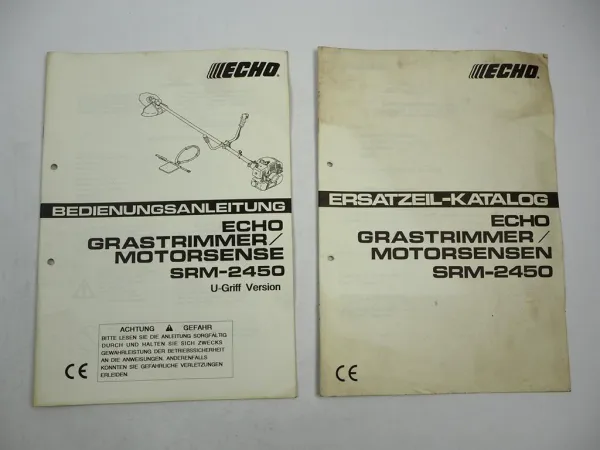 ECHO
BEDIENUNGSANLEITUNG
ECHO
GRASTRIMMER/
MOTORSENSE
SRM-2450
U-Griff Version
ACHTUNG ⚠ GEFAHR
BITTE LESEN SIE DIE ANLEITUNG SORGFÄLTIG
DURCH UND HALTEN SIE SICH ZWECKS
GEWÄHRLEISTUNG DER BETRIEBSSICHERHEIT
AN DIE ANWEISUNGEN. ANDERENFALLS
KÖNNTEN SIE GEFÄHRLICHE VERLETZUNGEN
ERLEIDEN.
CE
ECHO
ERSATZEIL-KATALOG
ECHO
GRASTRIMMER/
MOTORSENSEN
SRM-2450
CE